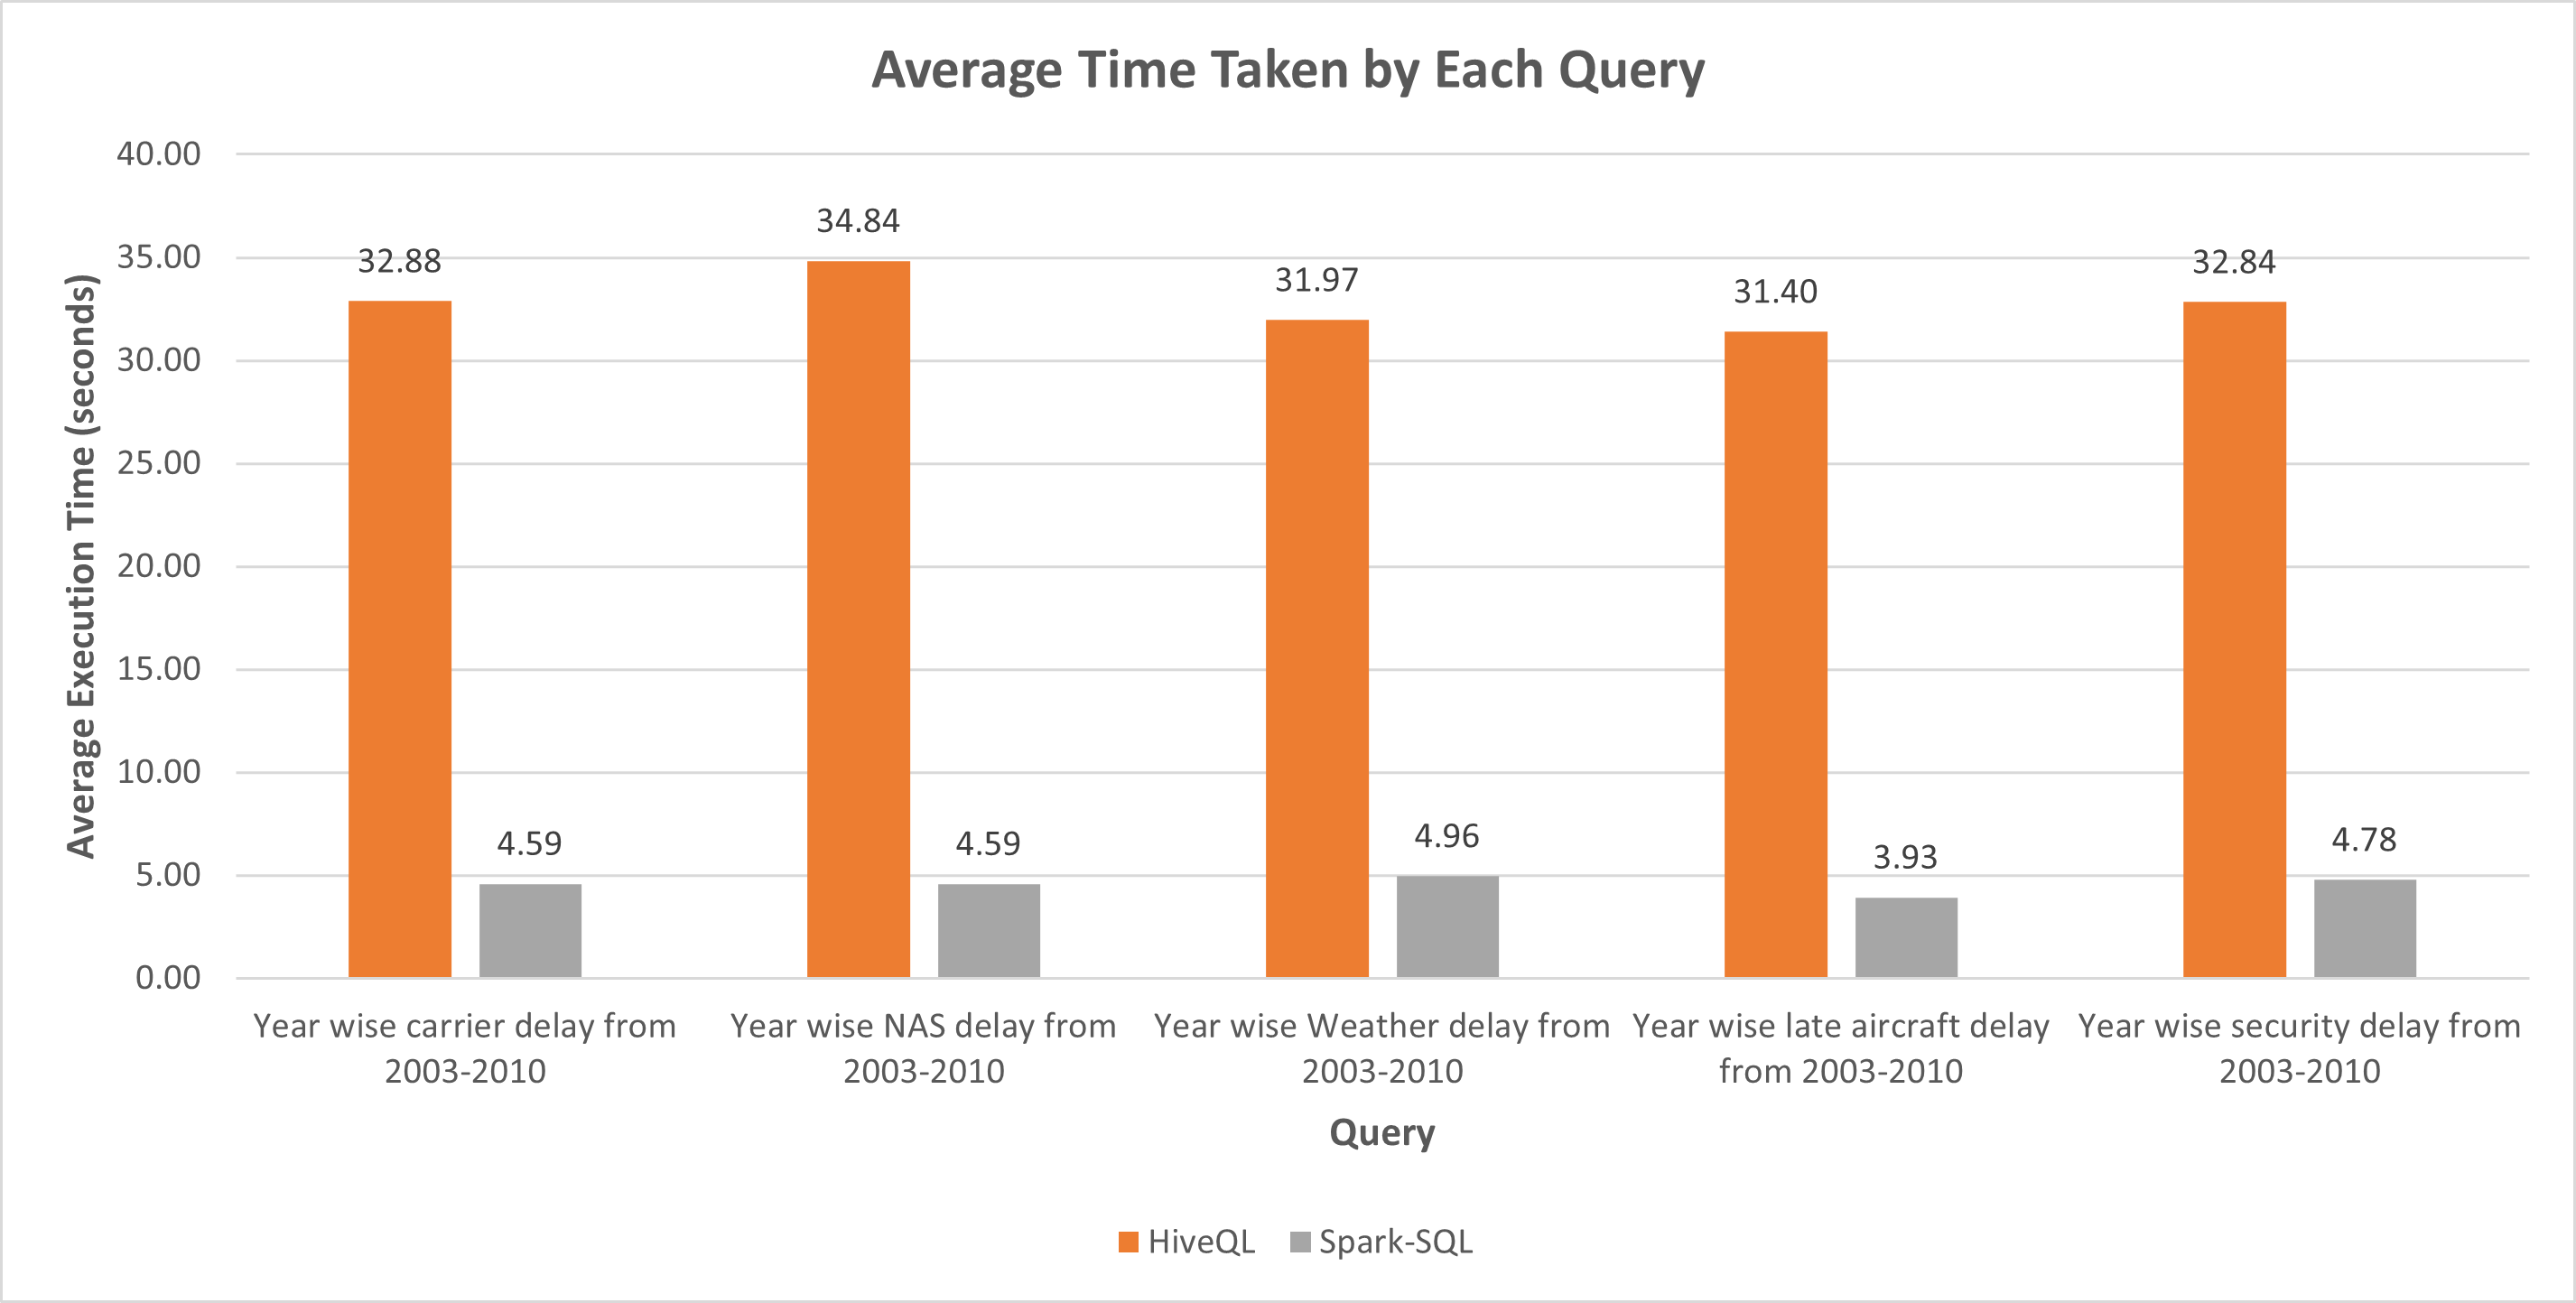 Average Time Taken by Each Query
Average Execution Time (seconds)
40.00
35.00
30.00
25.00
20.00
15.00
10.00
5.00
0.00
32.88
4.59
34.84
4.59
31.97
4.96
31.40
3.93
32.84
4.78
Year wise carrier delay from
2003-2010
Year wise NAS delay from
2003-2010
Year wise Weather delay from
2003-2010
Year wise late aircraft delay
from 2003-2010
Year wise security delay from
2003-2010
Query
HiveQL
Spark-SQL